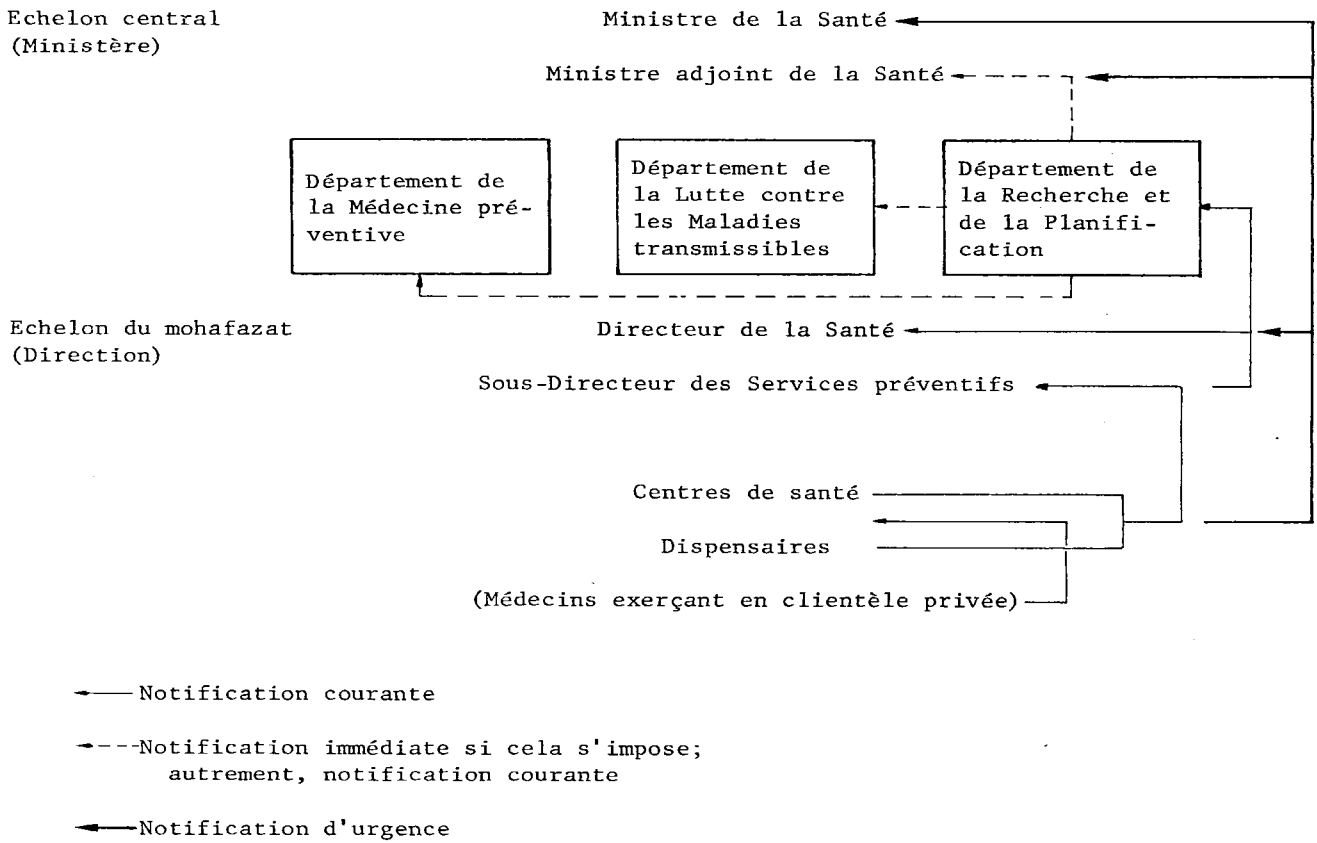 Echelon central
(Ministère)
Ministre de la Santé
Ministre adjoint de la Santé
Département de
la Médecine pré-
ventive
Département de
la Lutte contre
les Maladies
transmissibles
Département de
la Recherche et
de la Planifi-
cation
Echelon du mohafazat
(Direction)
Directeur de la Santé
Sous-Directeur des Services préventifs
Centres de santé
Dispensaires
(Médecins exerçant en clientèle privée)
Notification courante
Notification immédiate si cela s'impose;
autrement, notification courante
Notification d'urgence